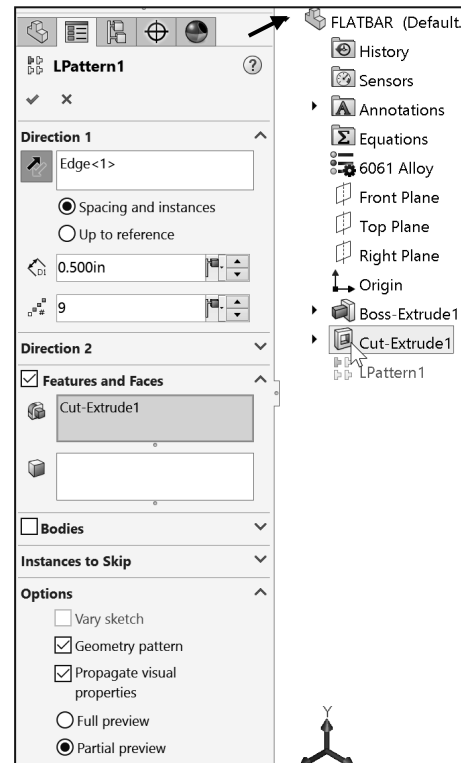 LPattern1
?
Direction 1
Edge<1>
Spacing and instances
Up to reference
D1
0.500in
#
9
Direction 2
Features and Faces
Cut-Extrude1
Bodies
Instances to Skip
Options
Vary sketch
Geometry pattern
Propagate visual
properties
Full preview
Partial preview
FLATBAR (Default.
History
Sensors
A Annotations
Σ Equations
6061 Alloy
Front Plane
Top Plane
Right Plane
Origin
Boss-Extrude1
Cut-Extrude1
LPattern1
Y